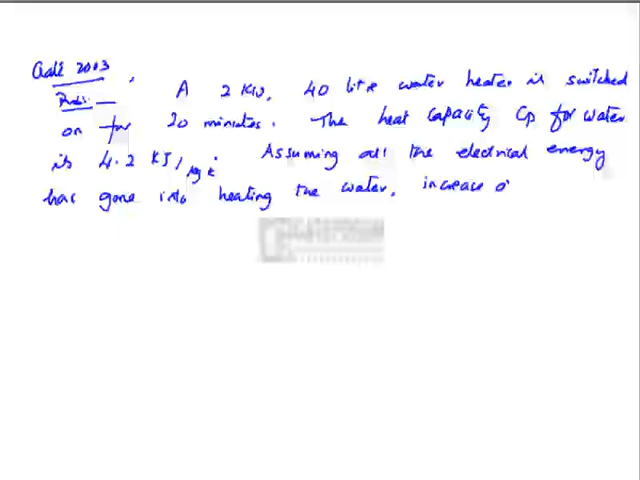 Gate 2003
Prob:— A 2 KW, 40 litre water heater is switched
on for 20 minutes. The heat capacity Cp for water
is 4.2 KJ/kg K. Assuming all the electrical energy
has gone into heating the water, increase o